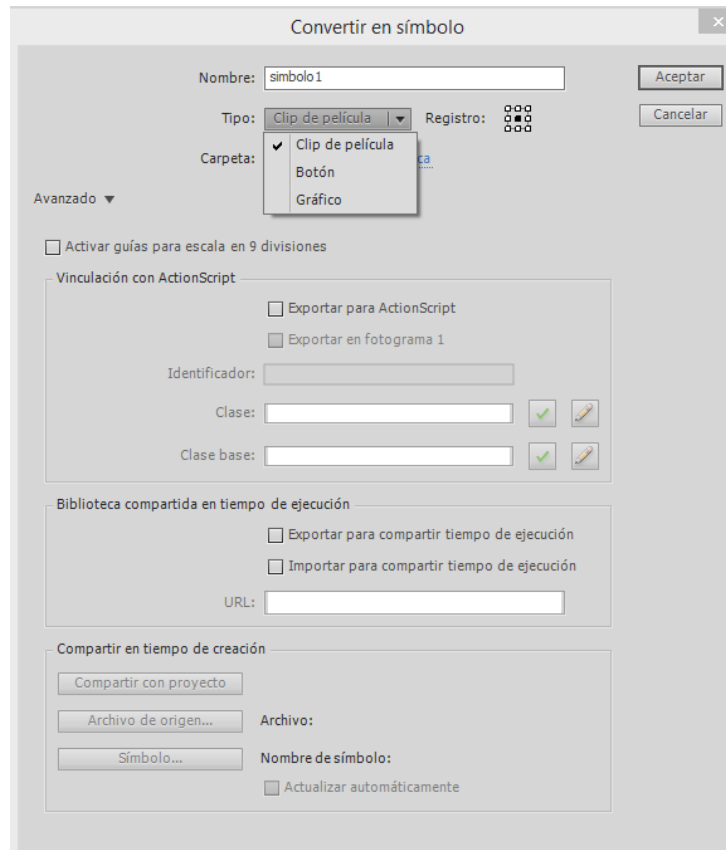 Convertir en símbolo
Nombre: simbolo1 Aceptar
Tipo: Clip de película Registro: Cancelar
Clip de película
Carpeta:
Botón
Gráfico
Avanzado
Activar guías para escala en 9 divisiones
Vinculación con ActionScript
Exportar para ActionScript
Exportar en fotograma 1
Identificador:
Clase:
Clase base:
Biblioteca compartida en tiempo de ejecución
Exportar para compartir tiempo de ejecución
Importar para compartir tiempo de ejecución
URL:
Compartir en tiempo de creación
Compartir con proyecto
Archivo de origen... Archivo:
Símbolo... Nombre de símbolo:
Actualizar automáticamente